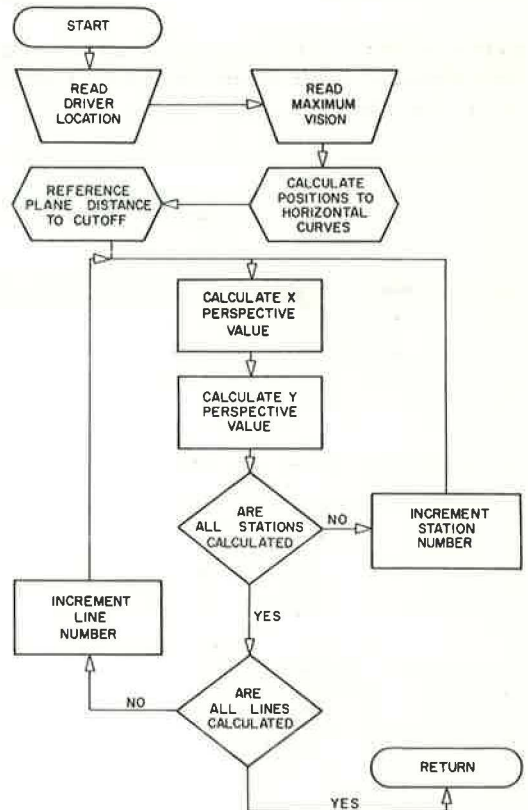 START
READ
DRIVER
LOCATION
READ
MAXIMUM
VISION
REFERENCE
PLANE DISTANCE
TO CUTOFF
CALCULATE
POSITIONS TO
HORIZONTAL
CURVES
CALCULATE X
PERSPECTIVE
VALUE
CALCULATE Y
PERSPECTIVE
VALUE
ARE
ALL STATIONS
CALCULATED
NO
INCREMENT
STATION
NUMBER
YES
INCREMENT
LINE
NUMBER
NO
ARE
ALL LINES
CALCULATED
YES
RETURN